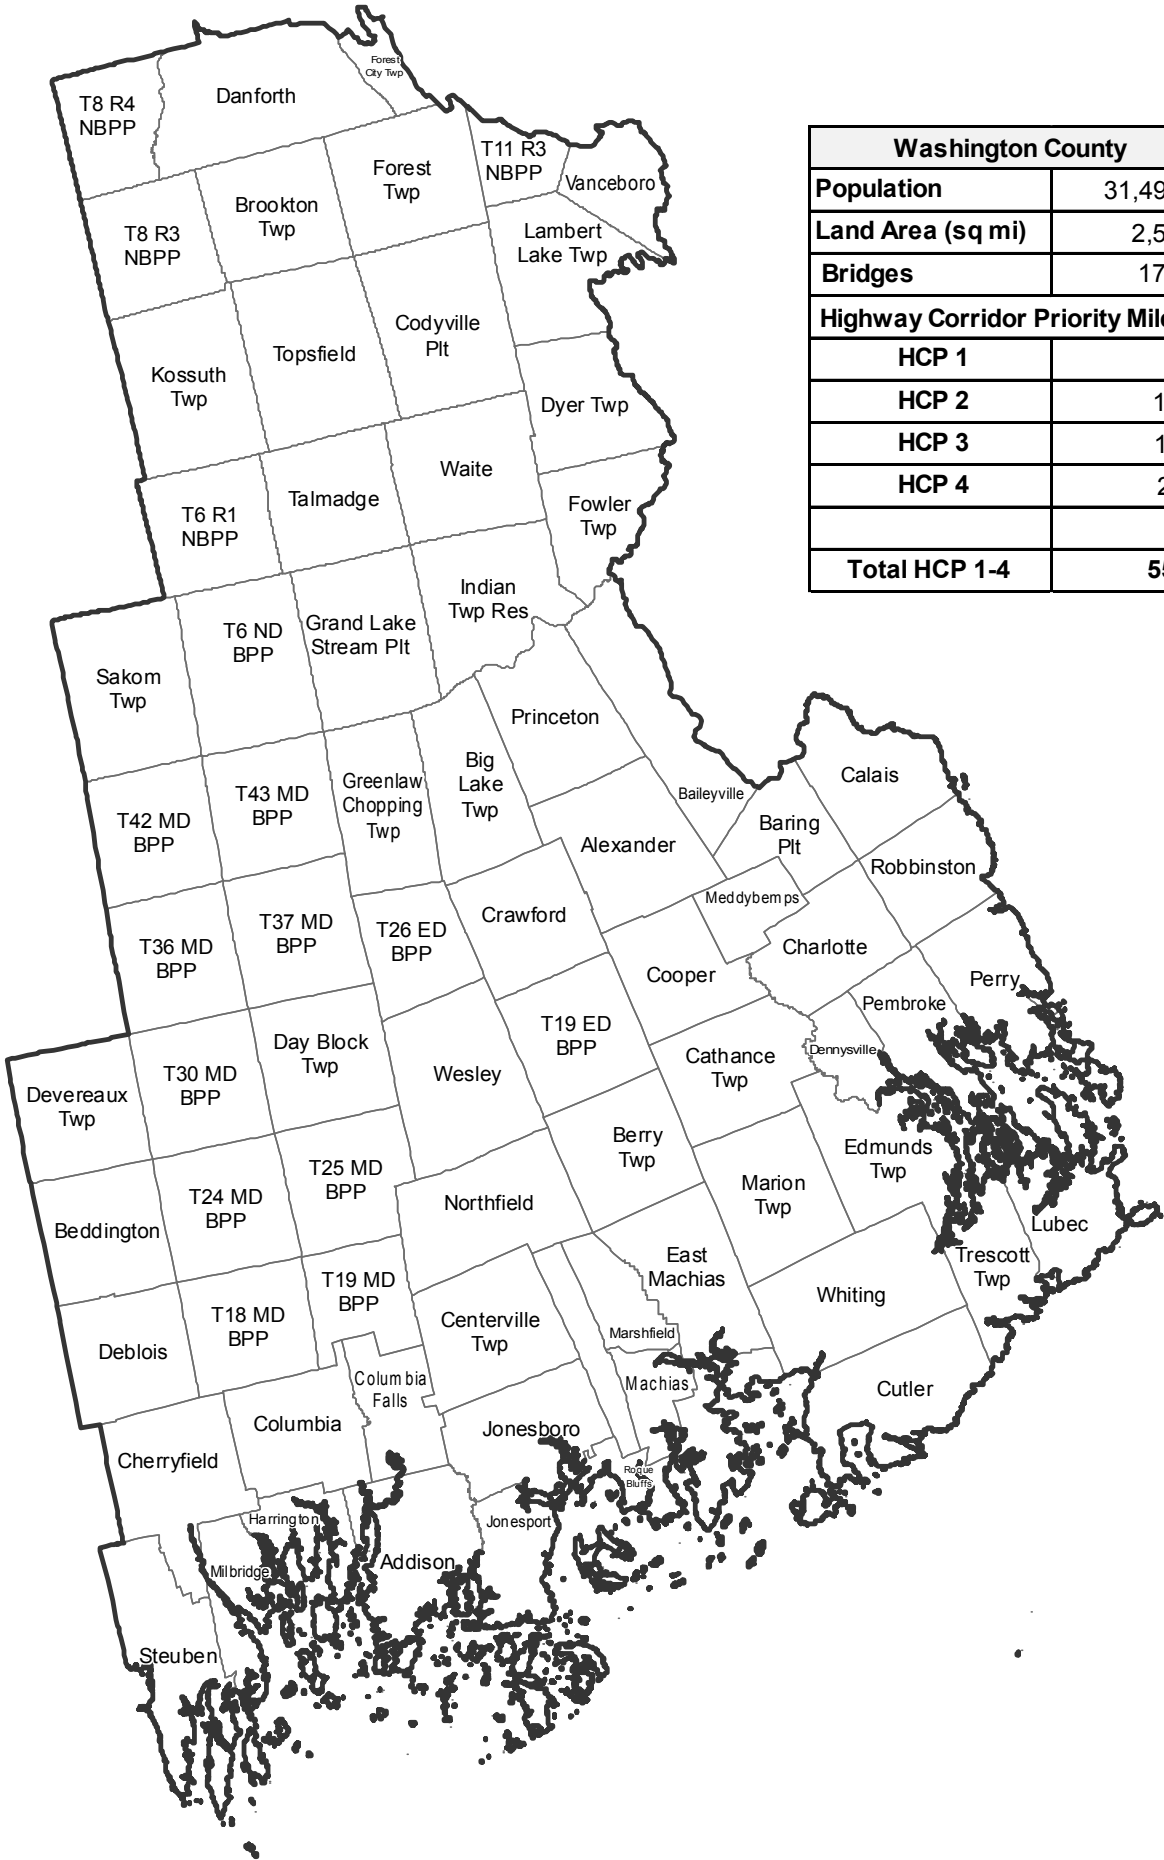 Forest
City Twp
Danforth
T8 R4
NBPP
T11 R3
NBPP
Forest
Twp
Vanceboro
Brookton
Twp
Lambert
Lake Twp
T8 R3
NBPP
Codyville
Plt
Topsfield
Kossuth
Twp
Dyer Twp
Waite
Talmadge
Fowler
Twp
T6 R1
NBPP
Indian
Twp Res
T6 ND
BPP
Grand Lake
Stream Plt
Sakom
Twp
Princeton
Big
Lake
Twp
Greenlaw
Chopping
Twp
T43 MD
BPP
T42 MD
BPP
Baileyville
Calais
Baring
Plt
Alexander
Robbinston
Meddybemps
Crawford
T37 MD
BPP
T26 ED
BPP
T36 MD
BPP
Charlotte
Cooper
Perry
Pembroke
T19 ED
BPP
Day Block
Twp
Dennysville
Cathance
Twp
Wesley
T30 MD
BPP
Devereaux
Twp
Berry
Twp
Edmunds
Twp
T25 MD
BPP
Marion
Twp
Northfield
T24 MD
BPP
Beddington
Lubec
East
Machias
Trescott
Twp
T19 MD
BPP
Whiting
Centerville
Twp
T18 MD
BPP
Marshfield
Deblois
Columbia
Falls
Machias
Cutler
Columbia
Jonesboro
Cherryfield
Roque
Bluffs
Harrington
Jonesport
Addison
Milbridge
Steuben
Washington County
Population 31,49
Land Area (sq mi) 2,5
Bridges 17
Highway Corridor Priority Mil
HCP 1
HCP 2 1
HCP 3 1
HCP 4 2
Total HCP 1-4 5